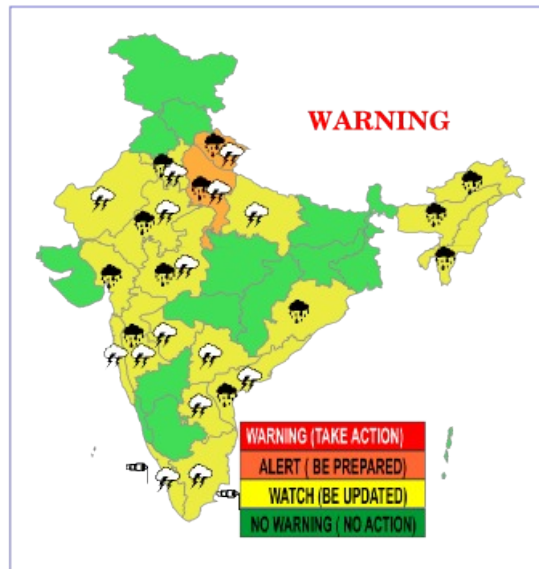 WARNING
WARNING (TAKE ACTION)
ALERT ( BE PREPARED)
WATCH (BE UPDATED)
NO WARNING ( NO ACTION)